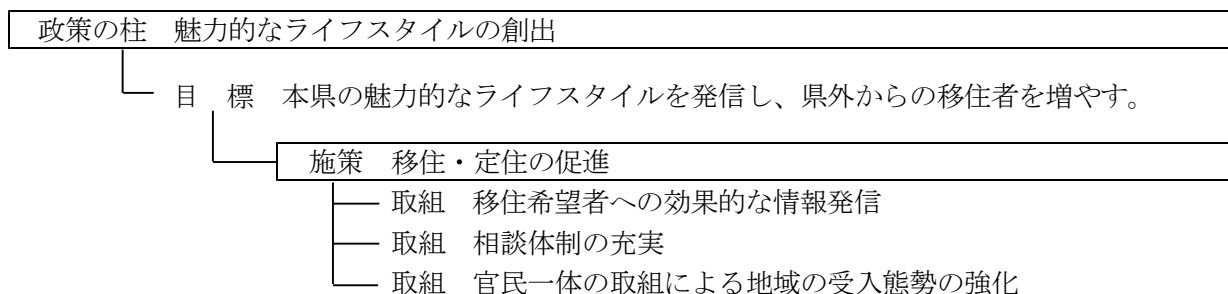 政策の柱　魅力的なライフスタイルの創出
目　標　本県の魅力的なライフスタイルを発信し、県外からの移住者を増やす。
施策　移住・定住の促進
取組　移住希望者への効果的な情報発信
取組　相談体制の充実
取組　官民一体の取組による地域の受入態勢の強化